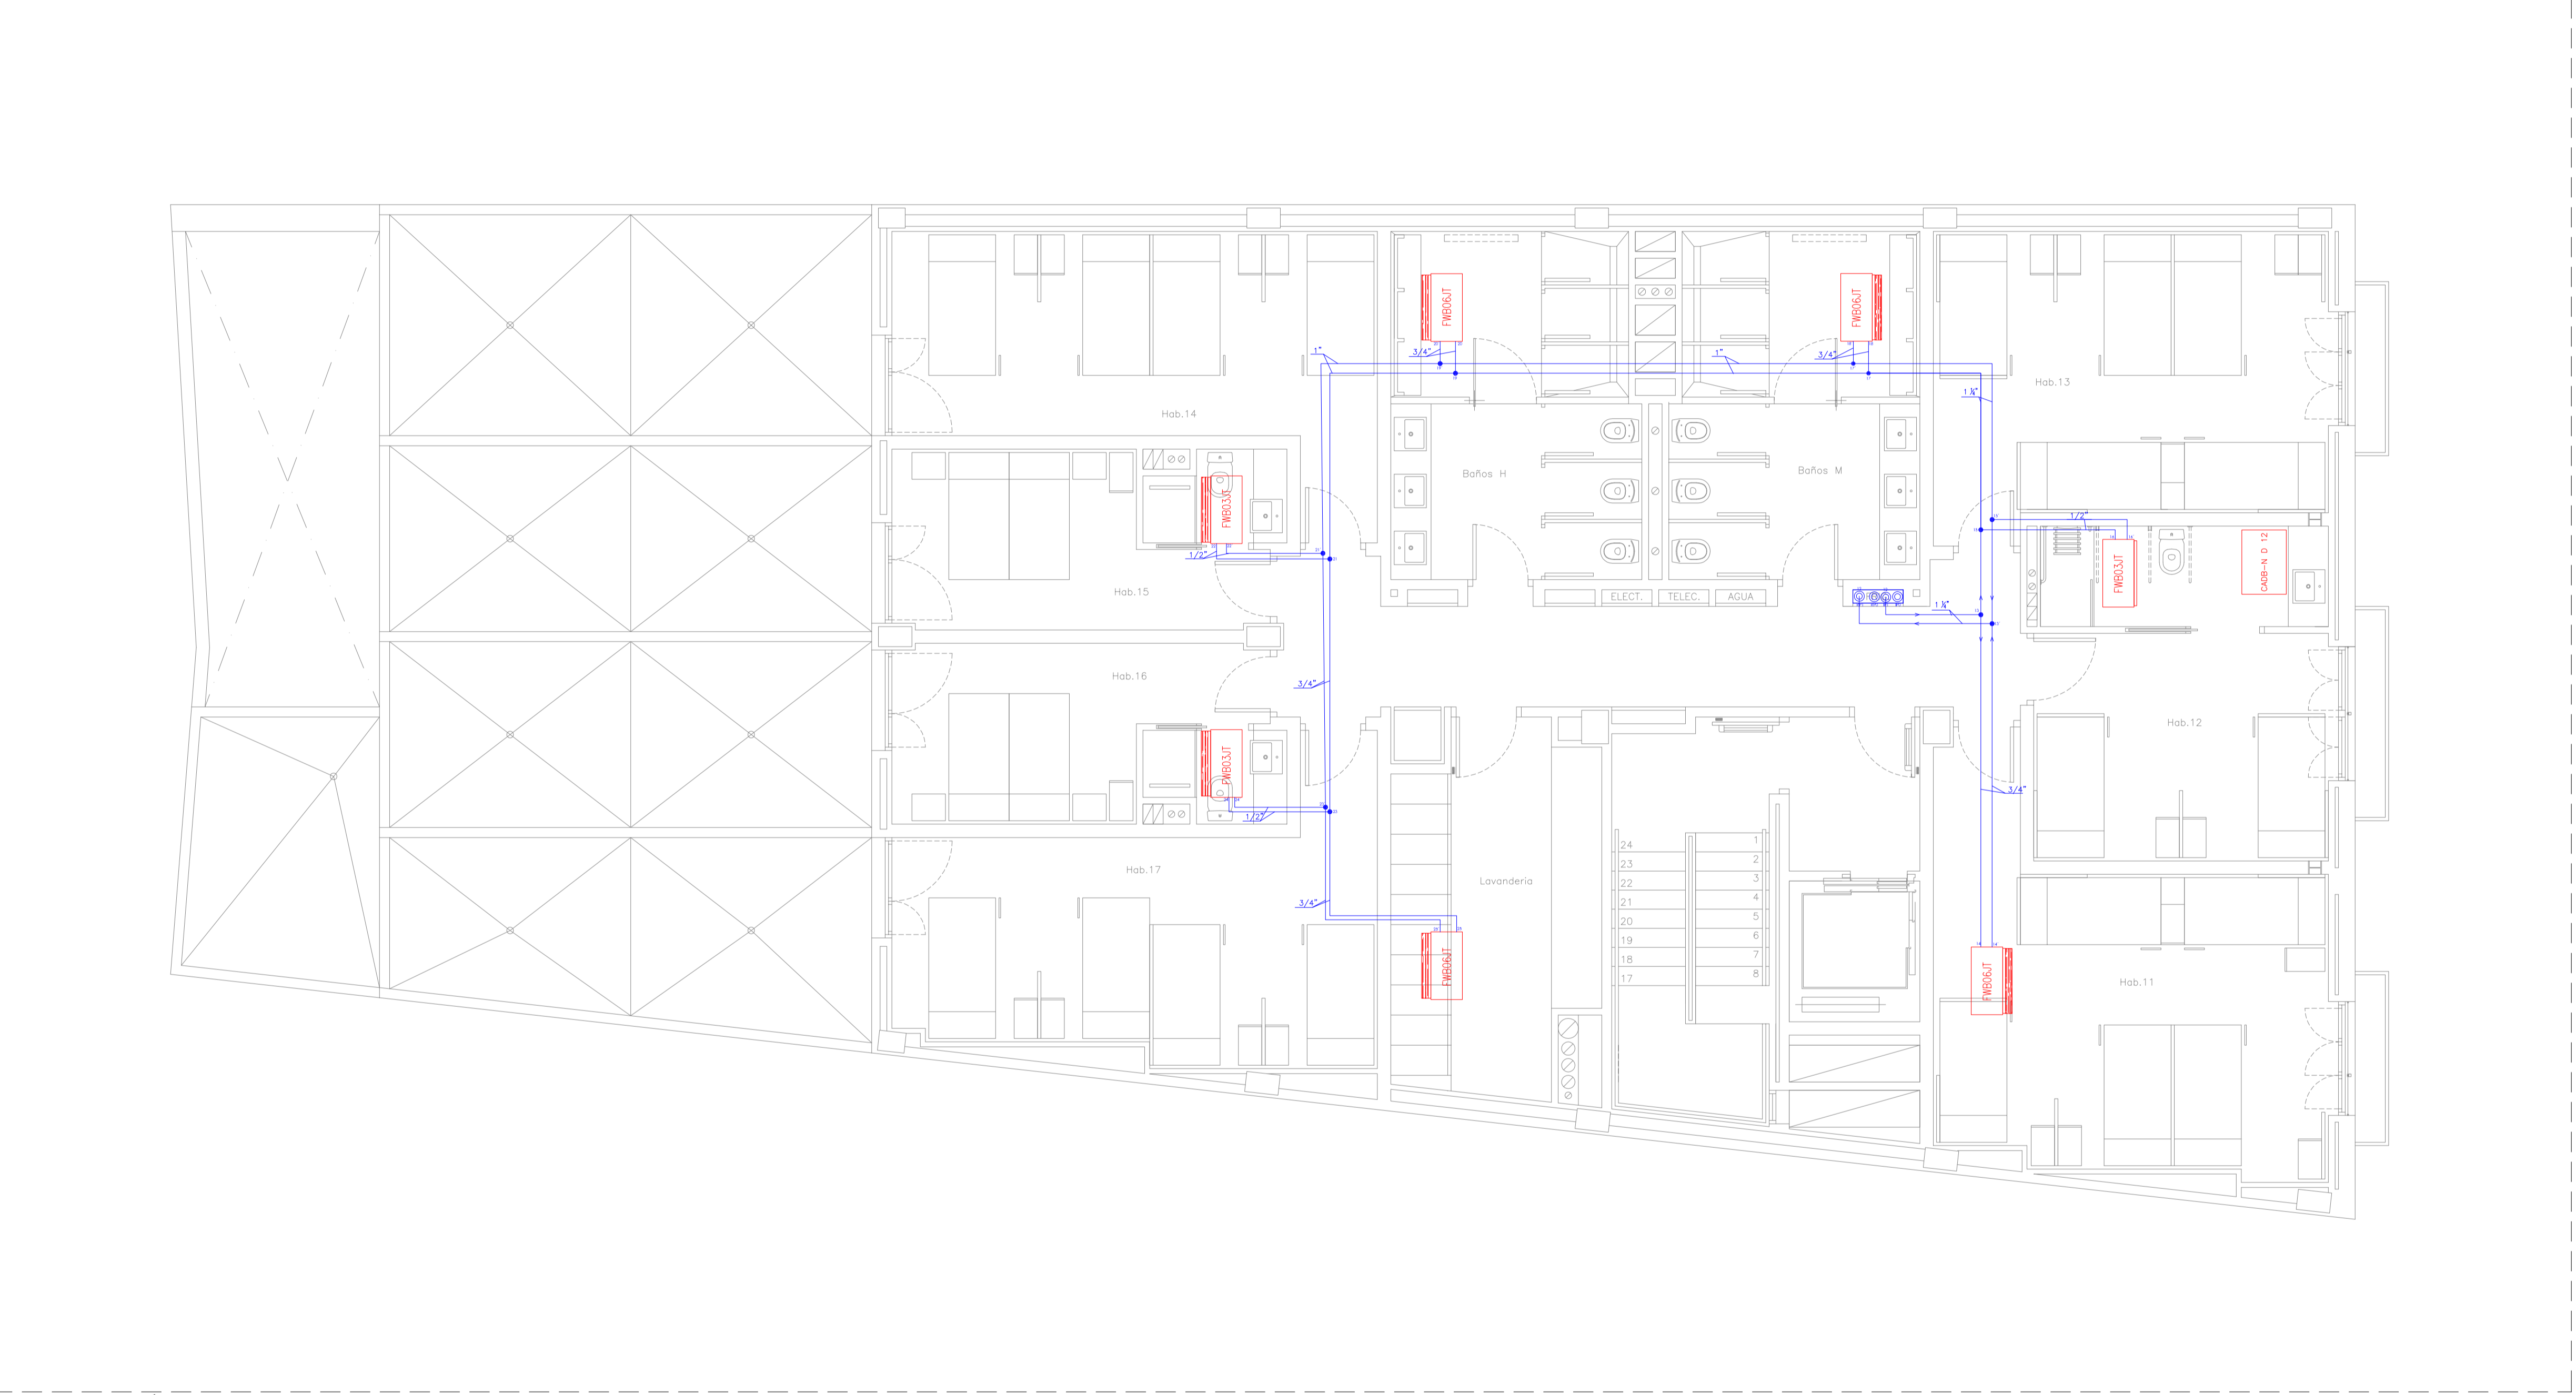 FWB06JT
FWB06JT
1"
3/4"
1"
3/4"
Hab.13
1 ¼"
Hab.14
Baños H
Baños M
FWB03JT
1/2"
1/2"
FWB03JT
CADB-N D 12
Hab.15
ELECT.
TELEC.
AGUA
1 ¼"
Hab.16
3/4"
Hab.12
FWB03JT
3/4"
1/2"
24
1
23
2
22
3
21
4
20
5
19
6
18
7
17
8
Hab.17
Lavandería
3/4"
FWB06JT
FWB06JT
Hab.11